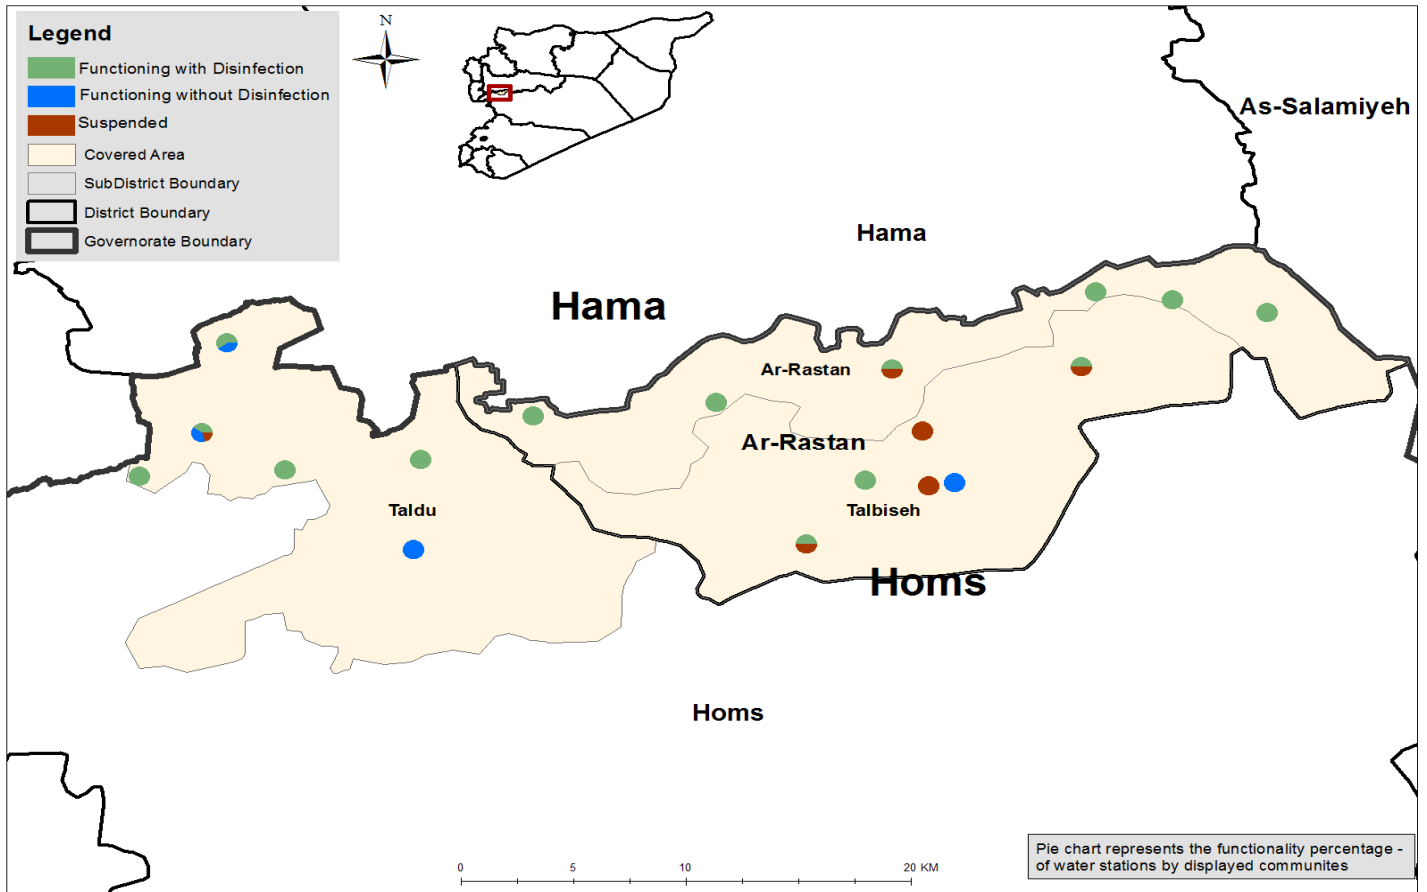 Legend
Functioning with Disinfection
Functioning without Disinfection
Suspended
Covered Area
SubDistrict Boundary
District Boundary
Governorate Boundary
N
As-Salamiyeh
Hama
Hama
Ar-Rastan
Ar-Rastan
Taldu
Talbiseh
Homs
Homs
0 5 10 20 KM
Pie chart represents the functionality percentage -
of water stations by displayed communites